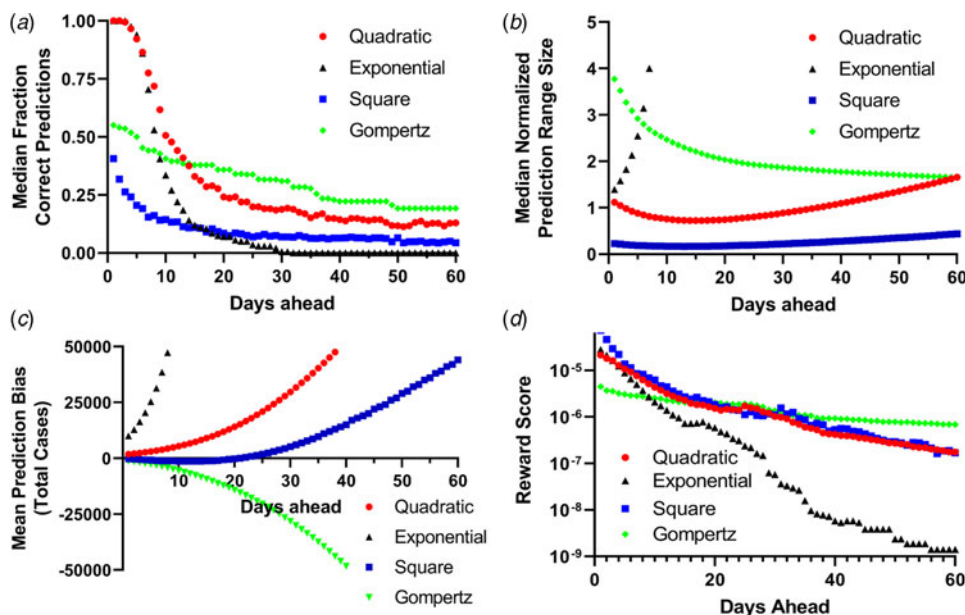 (a)
1.00
0.75
0.50
0.25
0.00
Median Fraction
Correct Predictions
0 10 20 30 40 50 60
Days ahead
Quadratic
Exponential
Square
Gompertz
(b)
5
4
3
2
1
0
Median Normalized
Prediction Range Size
0 10 20 30 40 50 60
Days ahead
Quadratic
Exponential
Square
Gompertz
(c)
50000
25000
0
-25000
-50000
Mean Prediction Bias
(Total Cases)
10 20 30 40 50 60
Days ahead
Quadratic
Exponential
Square
Gompertz
(d)
10-5
10-6
10-7
10-8
10-9
Reward Score
0 20 40 60
Days Ahead
Quadratic
Exponential
Square
Gompertz